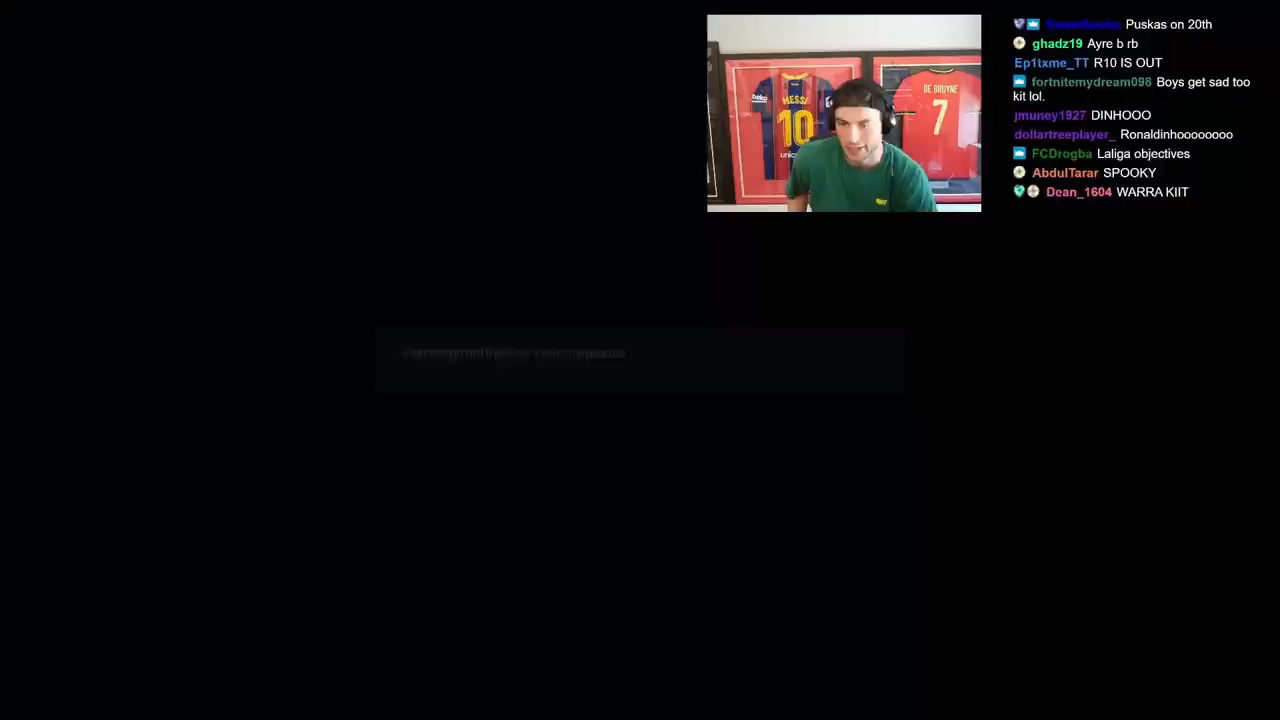 Puskas on 20th
ghadz19 Ayre b rb
Ep1txme_TT R10 IS OUT
fortnitemydream098 Boys get sad too
kit lol.
jmuney1927 DINHOOO
dollartreeplayer_ Ronaldinhoooooooo
FCDrogba Laliga objectives
AbdulTarar SPOOKY
Dean_1604 WARRA KIIT
beko
MESSI
10
DE BRUYNE
7